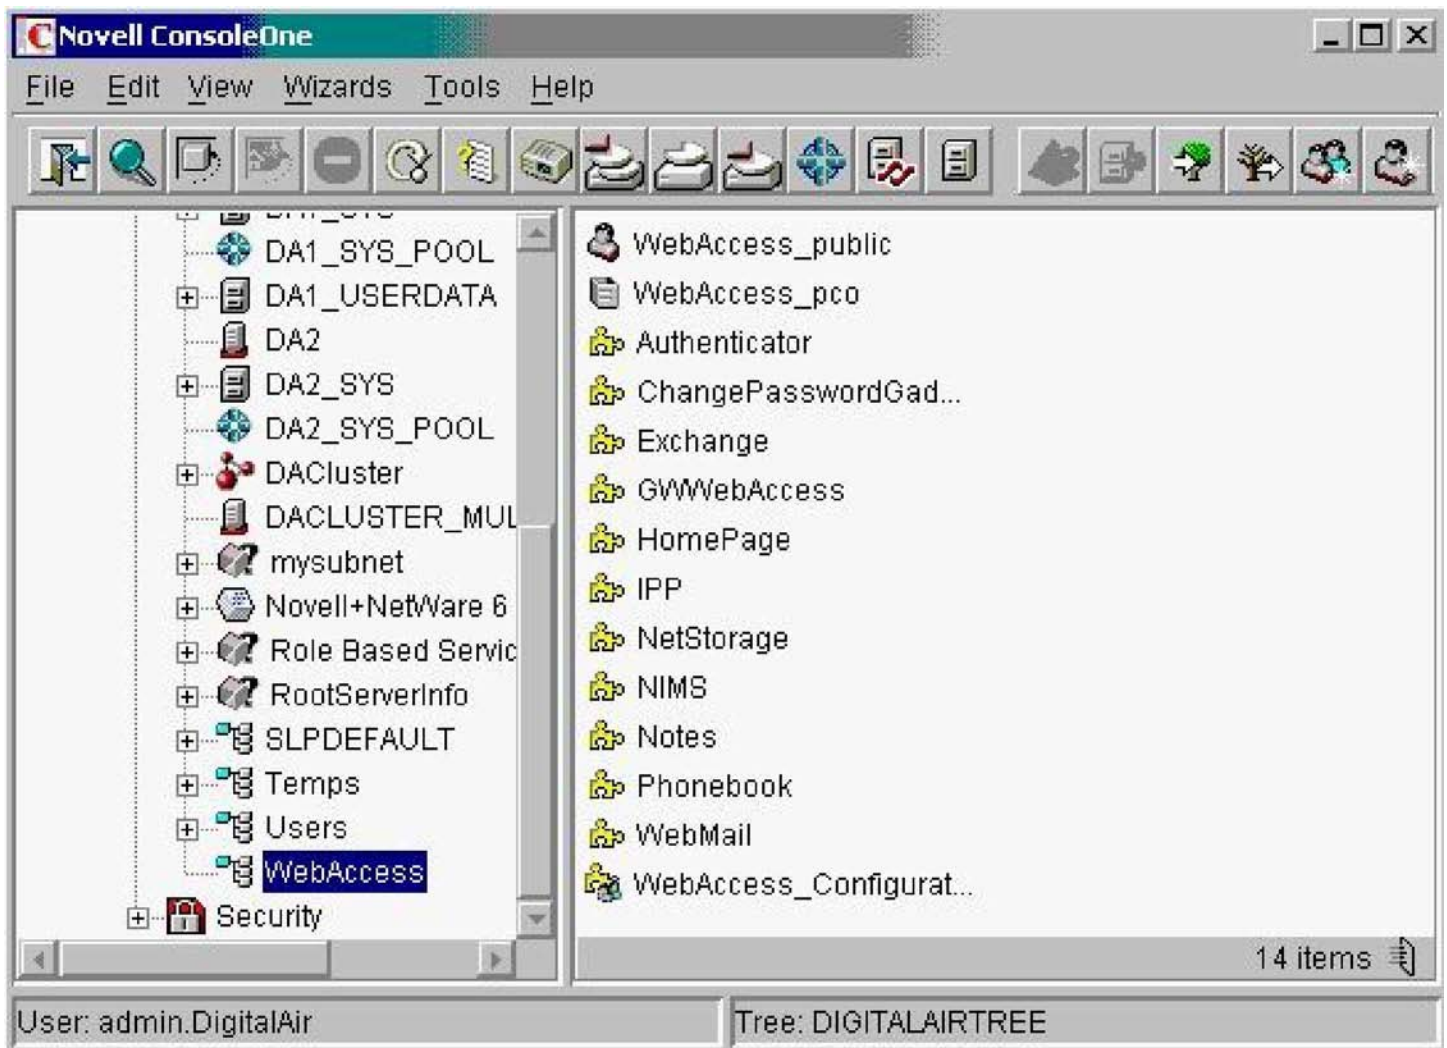 Novell ConsoleOne
File Edit View Wizards Tools Help
DA1_SYS_POOL
DA1_USERDATA
DA2
DA2_SYS
DA2_SYS_POOL
DACluster
DACLUSTER_MUL
mysubnet
Novell+NetWare 6
Role Based Servic
RootServerInfo
SLPDEFAULT
Temps
Users
WebAccess
Security
WebAccess_public
WebAccess_pco
Authenticator
ChangePasswordGad...
Exchange
GWWebAccess
HomePage
IPP
NetStorage
NIMS
Notes
Phonebook
WebMail
WebAccess_Configurat...
14 items
User: admin.DigitalAir
Tree: DIGITALAIRTREE